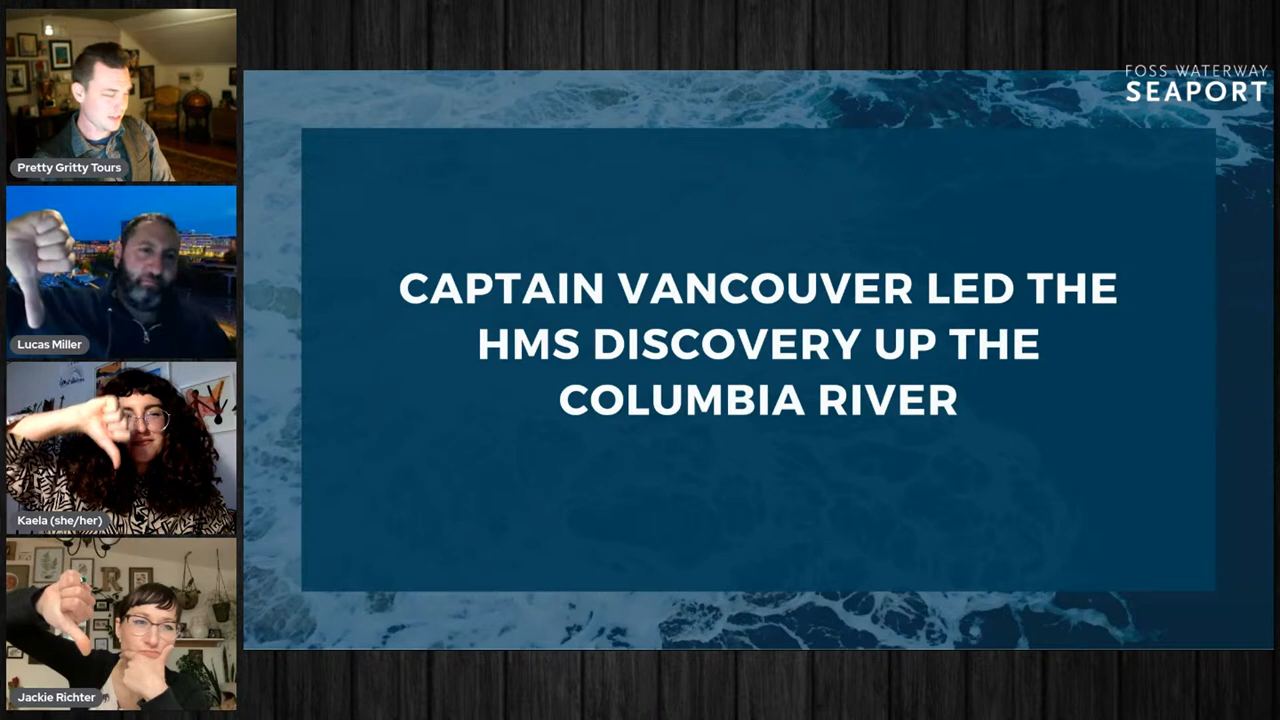 Pretty Gritty Tours
Lucas Miller
Kaela (she/her)
Jackie Richter
FOSS WATERWAY
SEAPORT
CAPTAIN VANCOUVER LED THE
HMS DISCOVERY UP THE
COLUMBIA RIVER